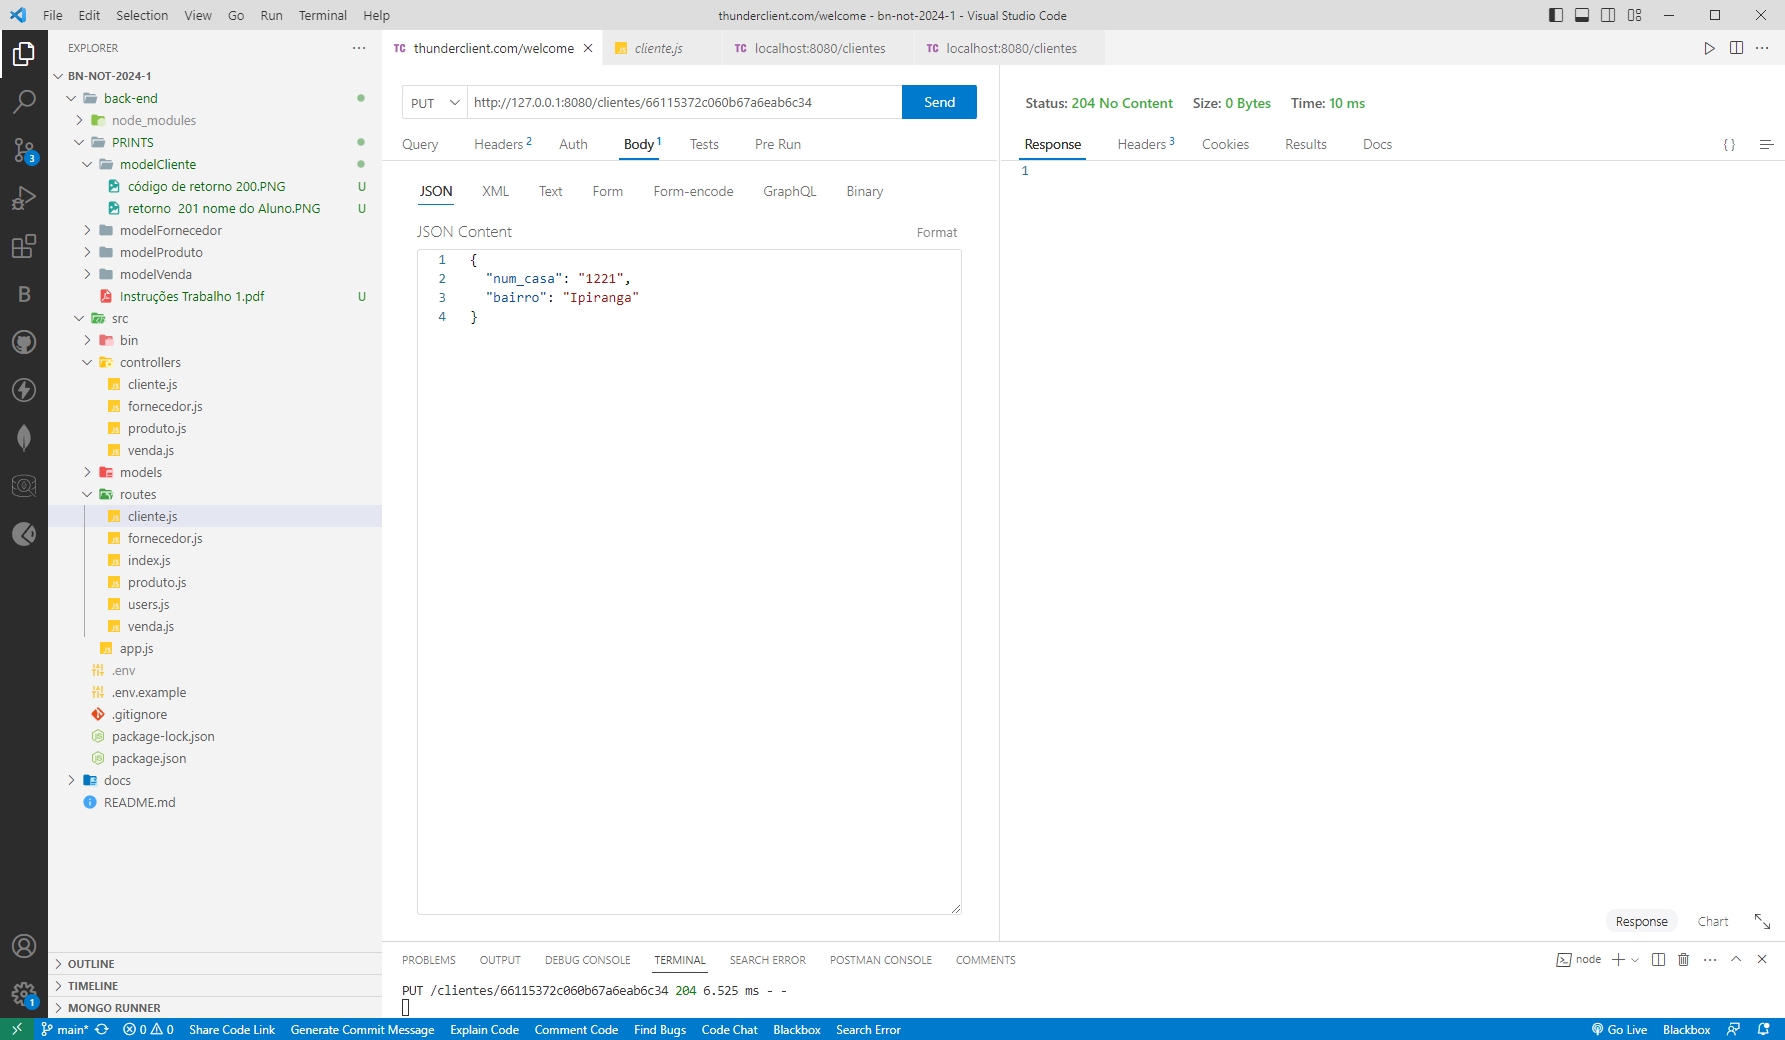 File Edit Selection View Go Run Terminal Help
thunderclient.com/welcome - bn-not-2024-1 - Visual Studio Code
EXPLORER
BN-NOT-2024-1
back-end
node_modules
PRINTS
modelCliente
código de retorno 200.PNG U
retorno 201 nome do Aluno.PNG U
modelFornecedor
modelProduto
modelVenda
Instruções Trabalho 1.pdf U
src
bin
controllers
cliente.js
fornecedor.js
produto.js
venda.js
models
routes
cliente.js
fornecedor.js
index.js
produto.js
users.js
venda.js
app.js
.env
.env.example
.gitignore
package-lock.json
package.json
docs
README.md
OUTLINE
TIMELINE
MONGO RUNNER
3
B
1
TC thunderclient.com/welcome
cliente.js
TC localhost:8080/clientes
TC localhost:8080/clientes
PUT http://127.0.0.1:8080/clientes/66115372c060b67a6eab6c34 Send
Query Headers 2 Auth Body 1 Tests Pre Run
JSON XML Text Form Form-encode GraphQL Binary
JSON Content Format
1 {
2 "num_casa": "1221",
3 "bairro": "Ipiranga"
4 }
Status: 204 No Content Size: 0 Bytes Time: 10 ms
Response Headers 3 Cookies Results Docs { }
1
Response Chart
PROBLEMS OUTPUT DEBUG CONSOLE TERMINAL SEARCH ERROR POSTMAN CONSOLE COMMENTS
node
PUT /clientes/66115372c060b67a6eab6c34 204 6.525 ms - -
main* 0 0 Share Code Link Generate Commit Message Explain Code Comment Code Find Bugs Code Chat Blackbox Search Error
Go Live Blackbox